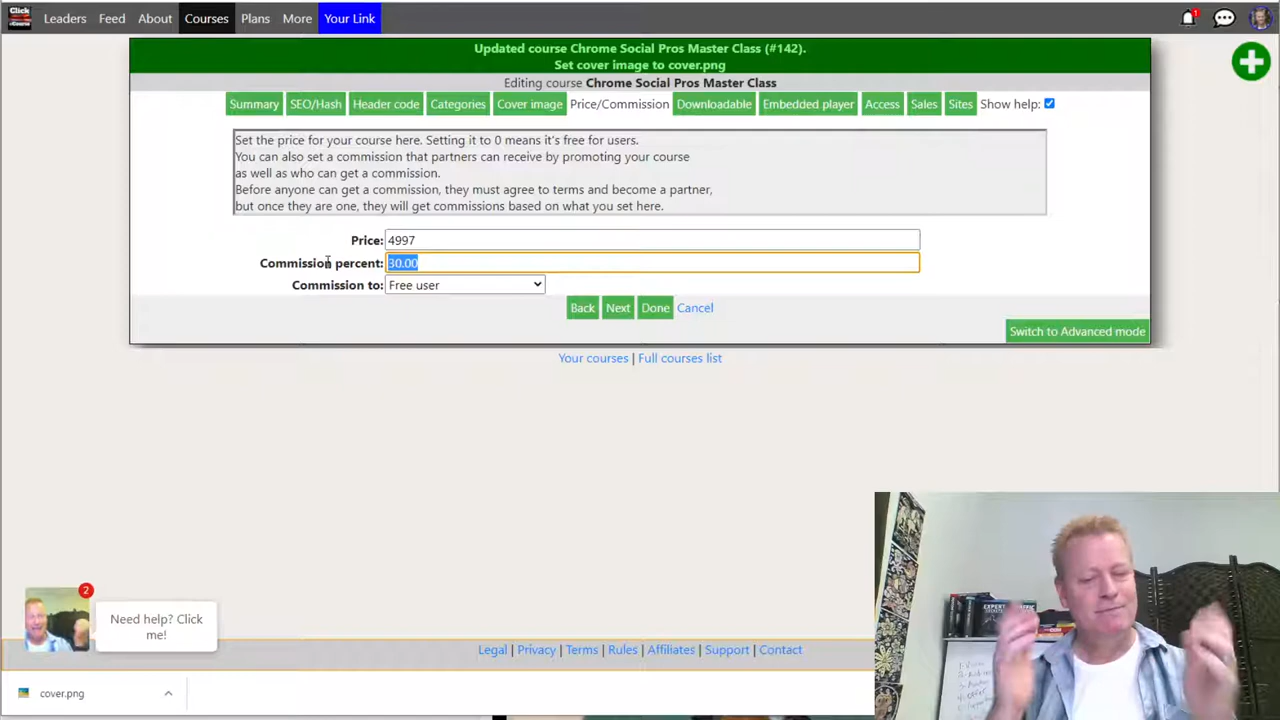 Click
Course
Leaders Feed About Courses Plans More Your Link
1
Updated course Chrome Social Pros Master Class (#142).
Set cover image to cover.png
Editing course Chrome Social Pros Master Class
Summary SEO/Hash Header code Categories Cover image Price/Commission Downloadable Embedded player Access Sales Sites Show help:
Set the price for your course here. Setting it to 0 means it's free for users.
You can also set a commission that partners can receive by promoting your course
as well as who can get a commission.
Before anyone can get a commission, they must agree to terms and become a partner,
but once they are one, they will get commissions based on what you set here.
Price: 4997
Commission percent: 30.00
Commission to: Free user
Back Next Done Cancel
Switch to Advanced mode
Your courses | Full courses list
2
Need help? Click
me!
EXPERT
Legal | Privacy | Terms | Rules | Affiliates | Support | Contact
cover.png